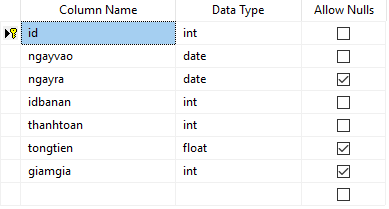 Column Name Data Type Allow Nulls
id int
ngayvao date
ngayra date
idbanan int
thanhtoan int
tongtien float
giamgia int